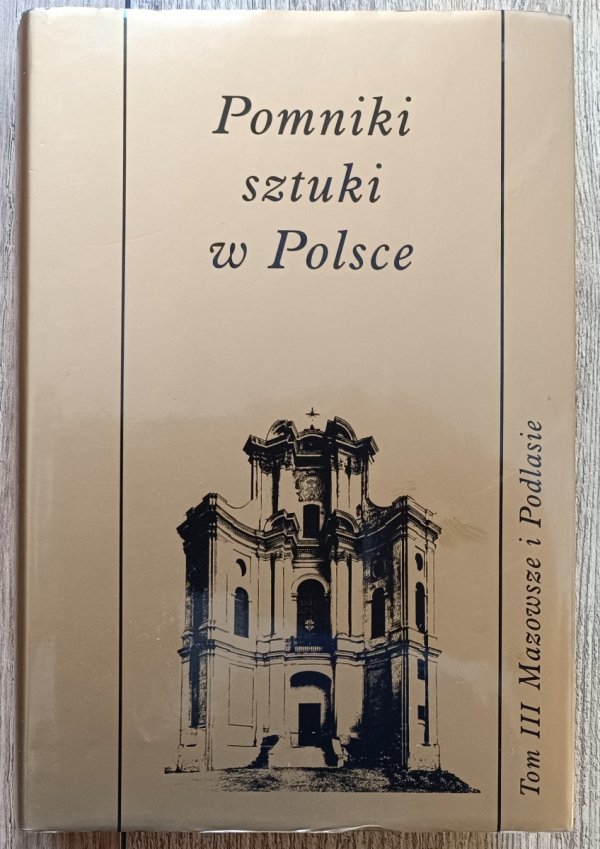 Pomniki
sztuki
w Polsce
Tom III Mazowsze i Podlasie